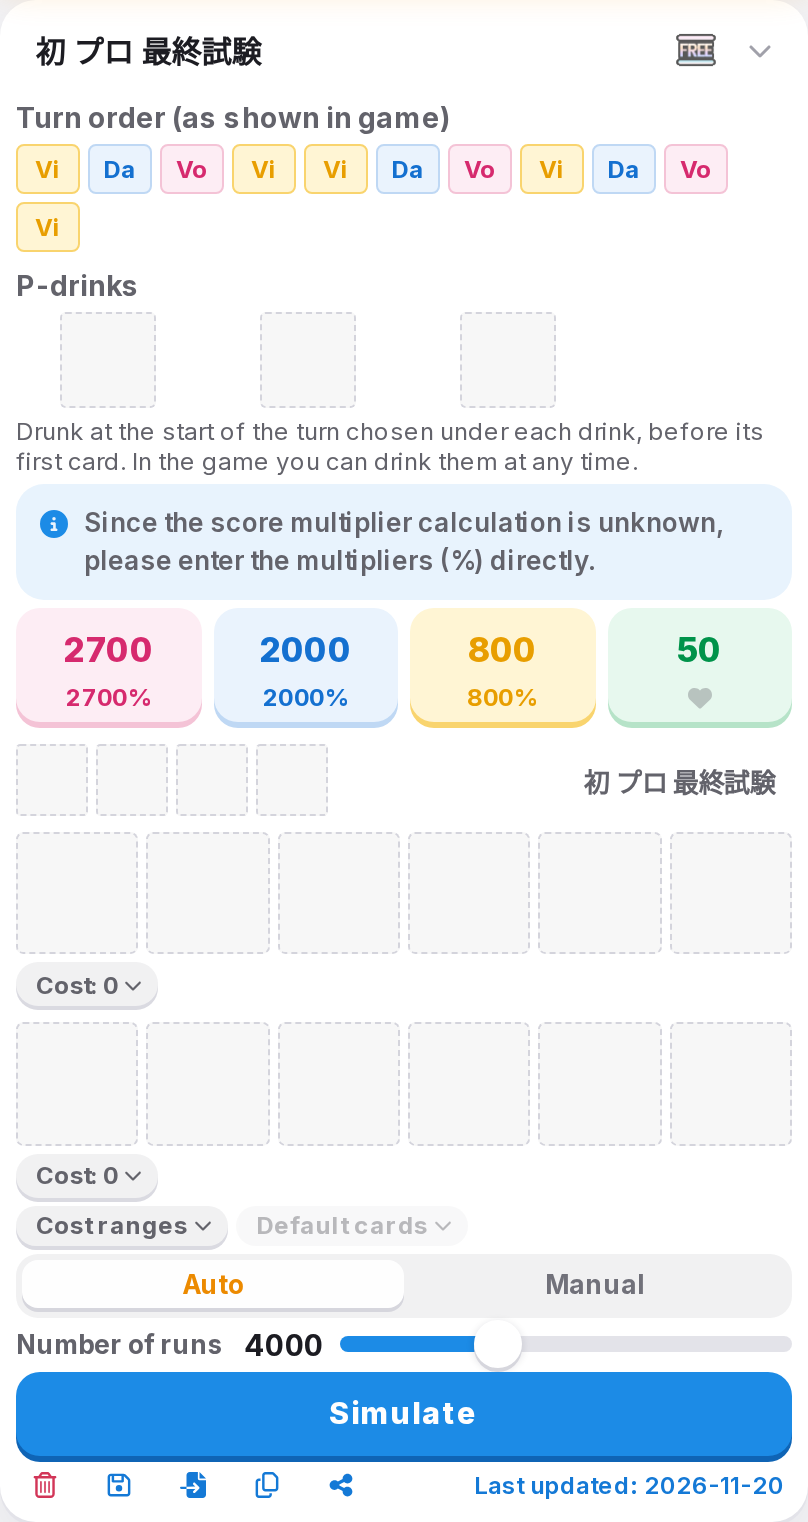 初 プロ 最終試験
FREE
Turn order (as shown in game)
Vi Da Vo Vi Vi Da Vo Vi Da Vo
Vi
P-drinks
Drunk at the start of the turn chosen under each drink, before its
first card. In the game you can drink them at any time.
Since the score multiplier calculation is unknown,
please enter the multipliers (%) directly.
2700 2000 800 50
2700% 2000% 800%
初 プロ 最終試験
Cost: 0
Cost: 0
Cost ranges Default cards
Auto Manual
Number of runs 4000
Simulate
Last updated: 2026-11-20